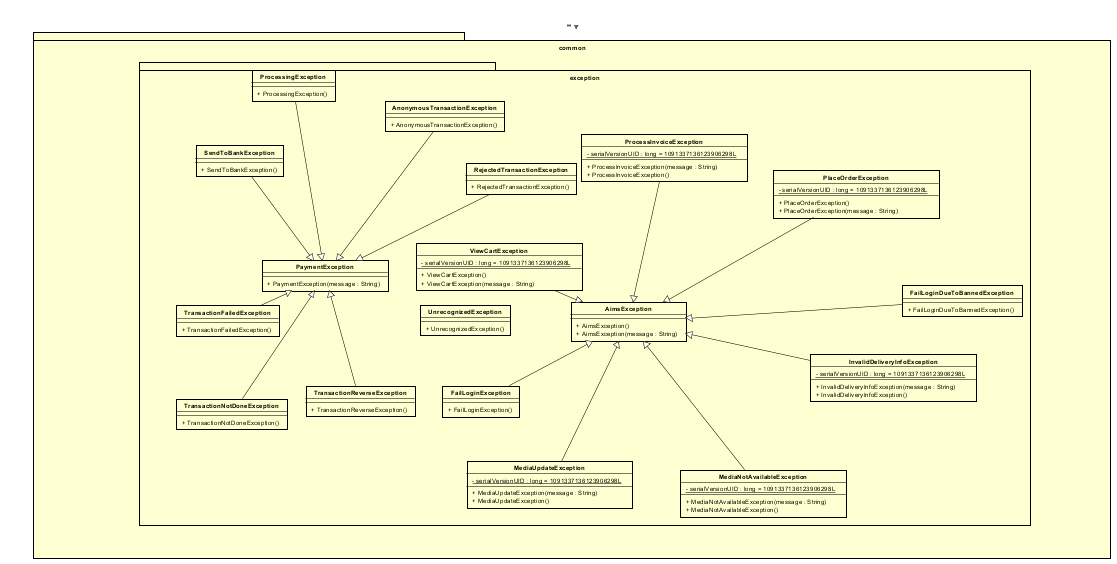 common
exception
ProcessingException
+ ProcessingException()
AnonymousTransactionException
+ AnonymousTransactionException()
SendToBankException
+ SendToBankException()
RejectedTransactionException
+ RejectedTransactionException()
ProcessInvoiceException
- serialVersionUID : long = 1091337136123906298L
+ ProcessInvoiceException(message : String)
+ ProcessInvoiceException()
PlaceOrderException
- serialVersionUID : long = 1091337136123906298L
+ PlaceOrderException()
+ PlaceOrderException(message : String)
ViewCartException
- serialVersionUID : long = 1091337136123906298L
+ ViewCartException()
+ ViewCartException(message : String)
PaymentException
+ PaymentException(message : String)
TransactionFailedException
+ TransactionFailedException()
UnrecognizedException
+ UnrecognizedException()
AimsException
+ AimsException()
+ AimsException(message : String)
FailLoginDueToBannedException
+ FailLoginDueToBannedException()
InvalidDeliveryInfoException
- serialVersionUID : long = 1091337136123906298L
+ InvalidDeliveryInfoException(message : String)
+ InvalidDeliveryInfoException()
TransactionNotDoneException
+ TransactionNotDoneException()
TransactionReverseException
+ TransactionReverseException()
FailLoginException
+ FailLoginException()
MediaUpdateException
- serialVersionUID : long = 1091337136123906298L
+ MediaUpdateException(message : String)
+ MediaUpdateException()
MediaNotAvailableException
- serialVersionUID : long = 1091337136123906298L
+ MediaNotAvailableException(message : String)
+ MediaNotAvailableException()